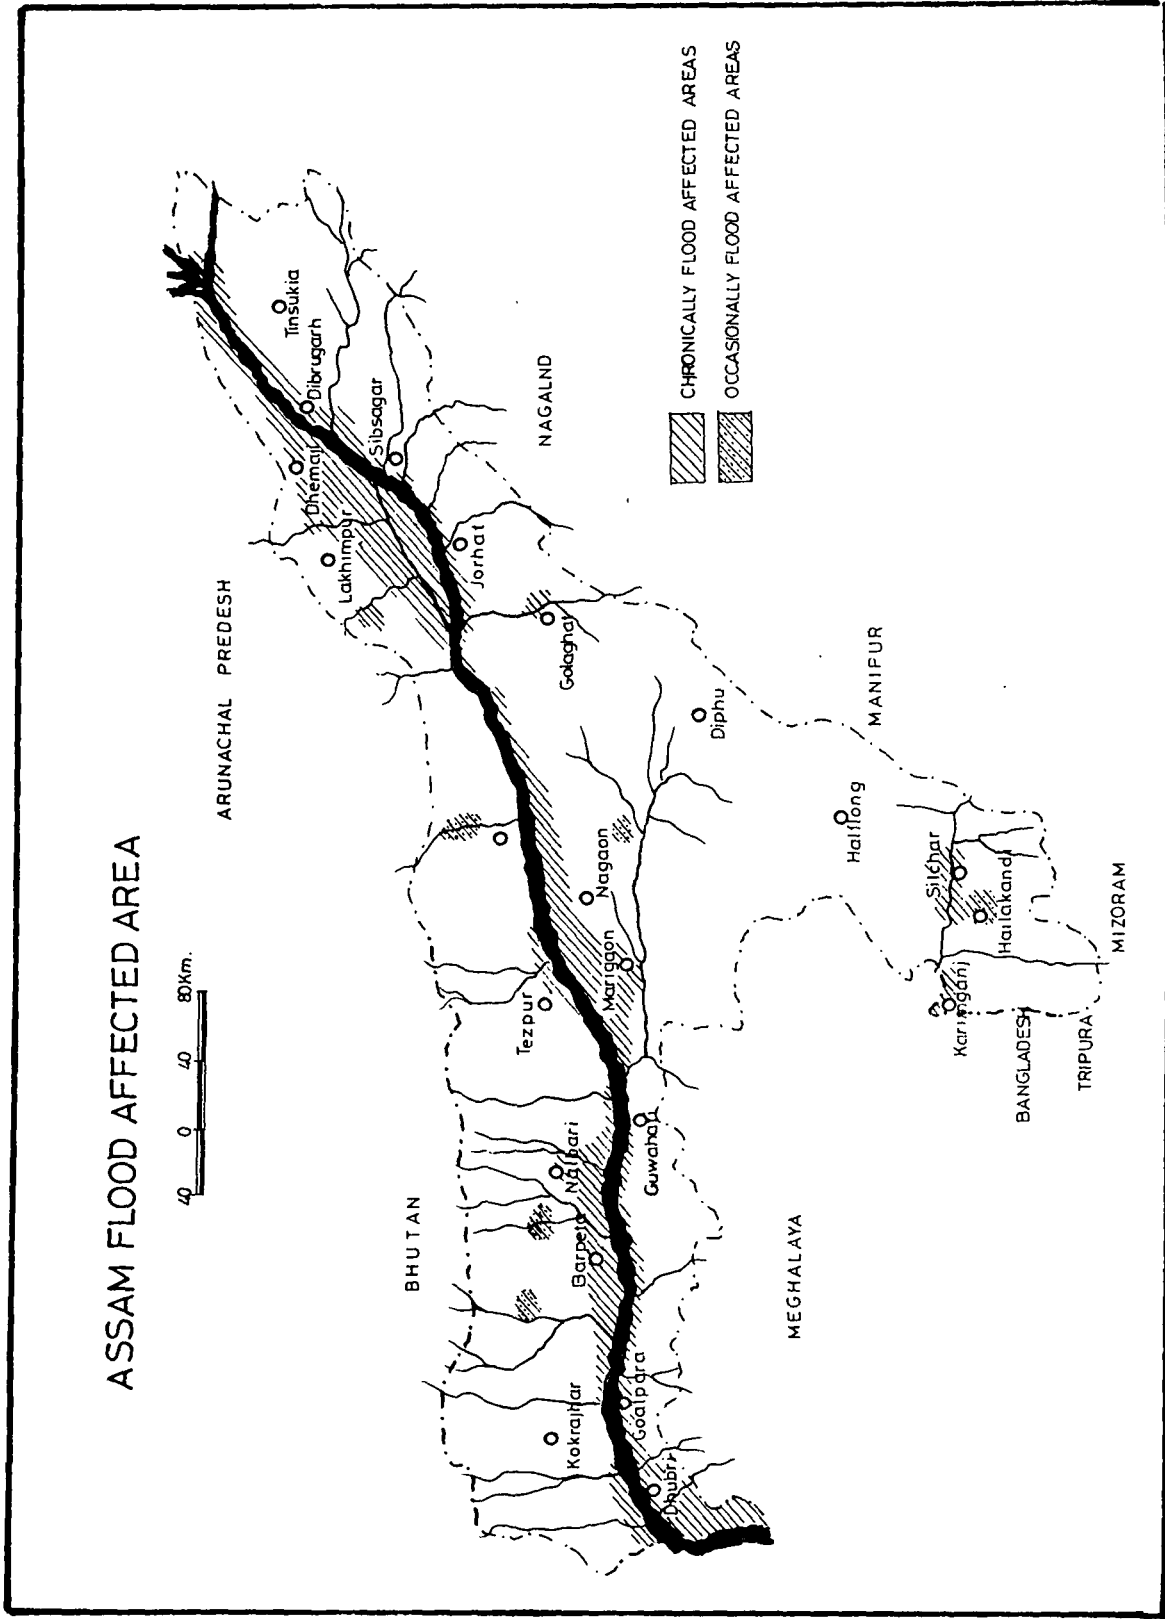 ASSAM FLOOD AFFECTED AREA
40 0 40 80Km.
ARUNACHAL PREDESH
BHUTAN
NAGALND
MANIPUR
MIZORAM
TRIPURA
BANGLADESH
MEGHALAYA
Tinsukia
Dibrugarh
Dhemaji
Sibsagar
Lakhimpur
Jorhat
Golaghat
Diphu
Nagaon
Marigaon
Tezpur
Halflong
Silchar
Hailakandi
Karimganj
Guwahati
Nalbari
Barpeta
Goalpara
Kokrajhar
Dhubri
CHRONICALLY FLOOD AFFECTED AREAS
OCCASIONALLY FLOOD AFFECTED AREAS